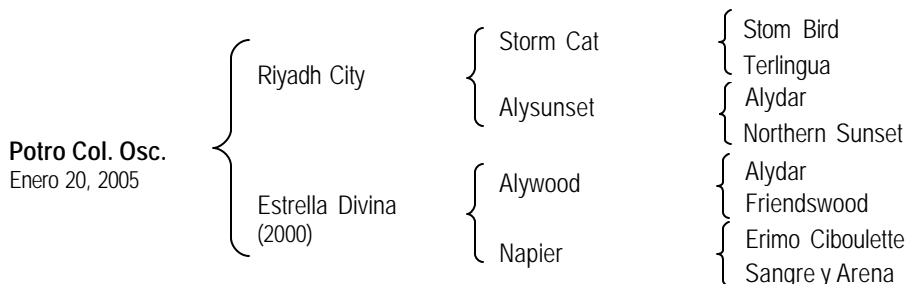 Potro Col. Osc.
Enero 20, 2005
Riyadh City
Estrella Divina
(2000)
Storm Cat
Alysunset
Alywood
Napier
Stom Bird
Terlingua
Alydar
Northern Sunset
Alydar
Friendswood
Erimo Ciboulette
Sangre y Arena